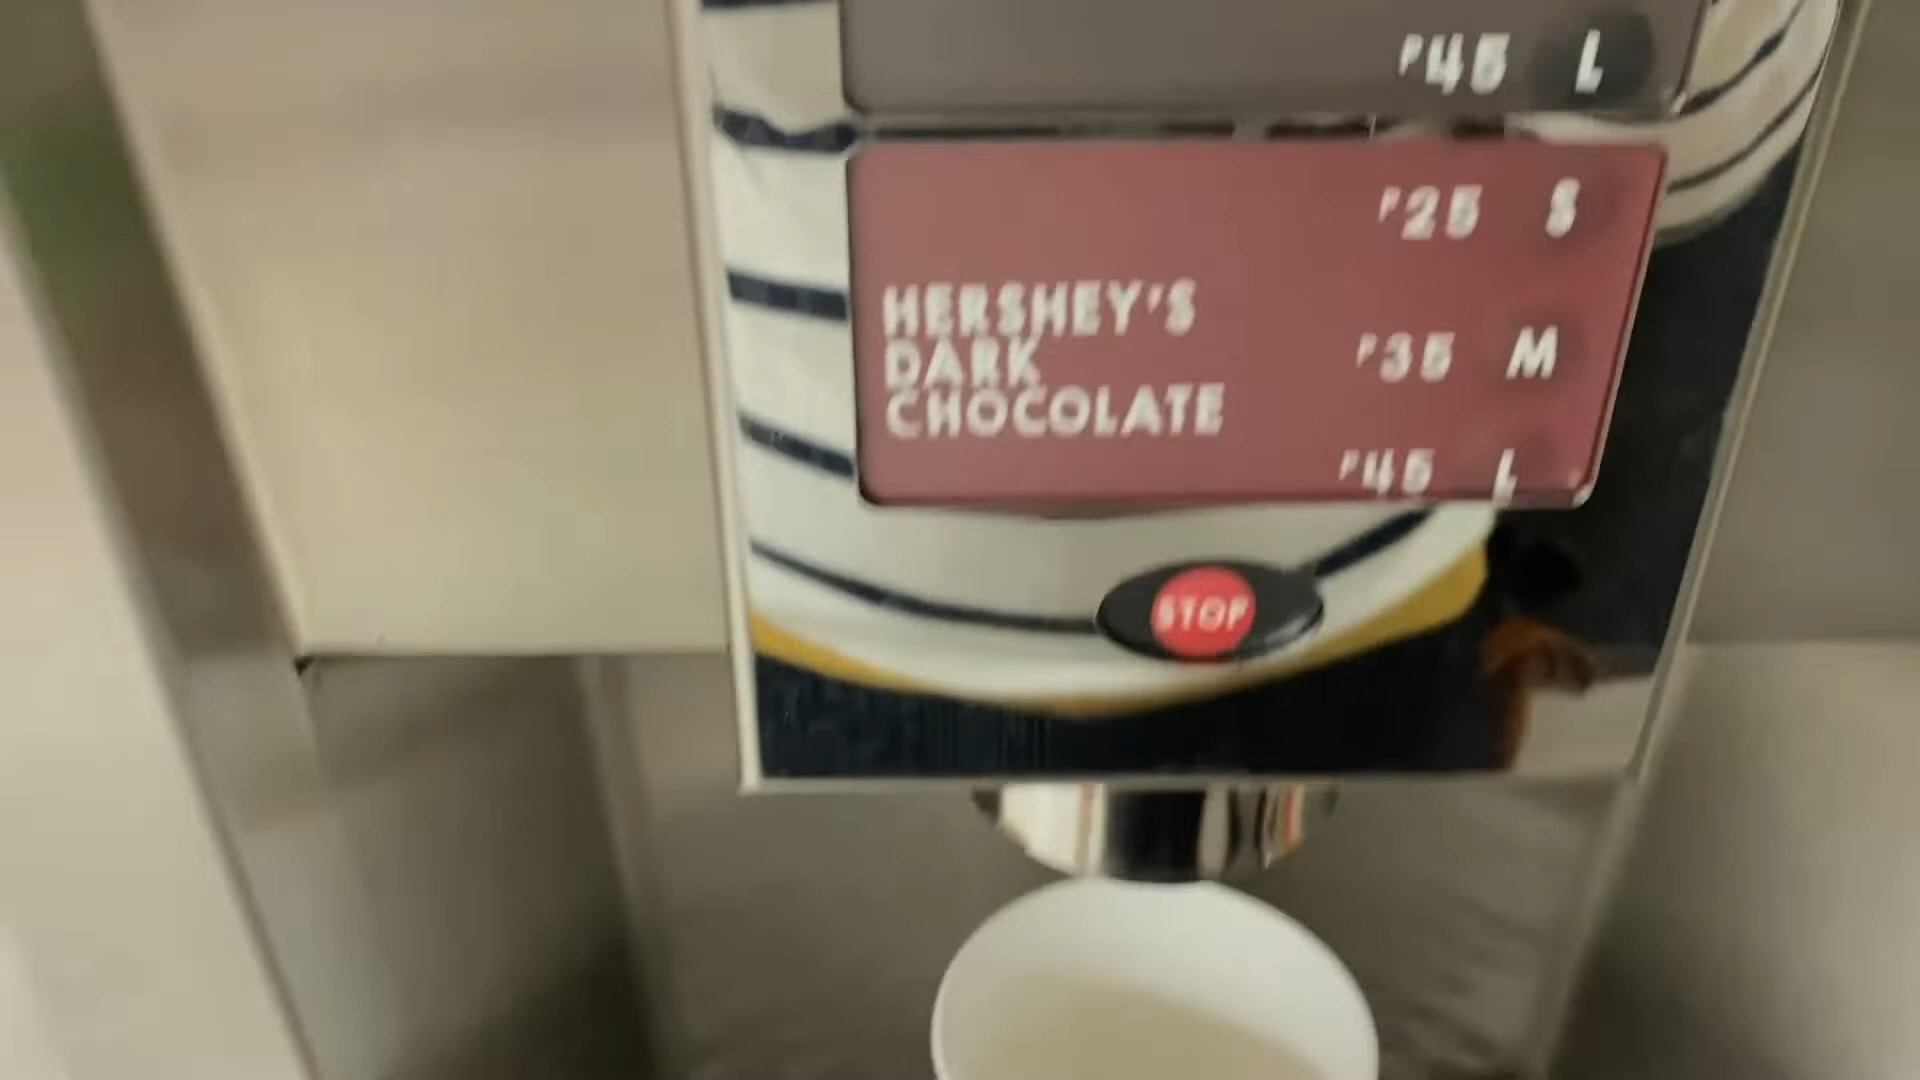 ₱45 L
₱25 S
HERSHEY'S
DARK
CHOCOLATE
₱35 M
₱45 L
STOP